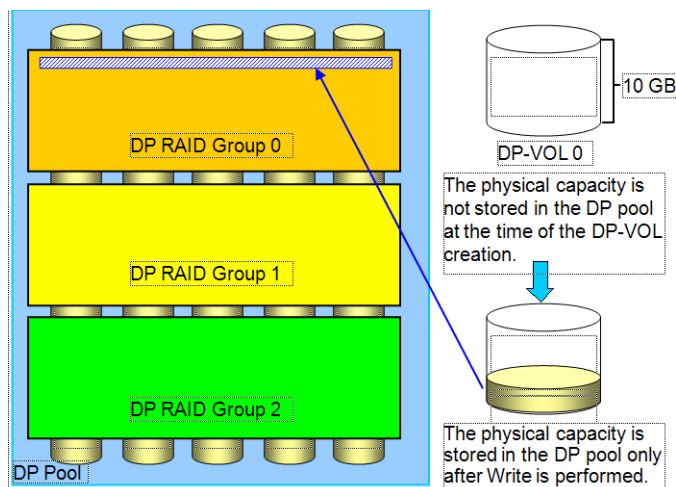 DP RAID Group 0
DP RAID Group 1
DP RAID Group 2
DP Pool
10 GB
DP-VOL 0
The physical capacity is
not stored in the DP pool
at the time of the DP-VOL
creation.
The physical capacity is
stored in the DP pool only
after Write is performed.